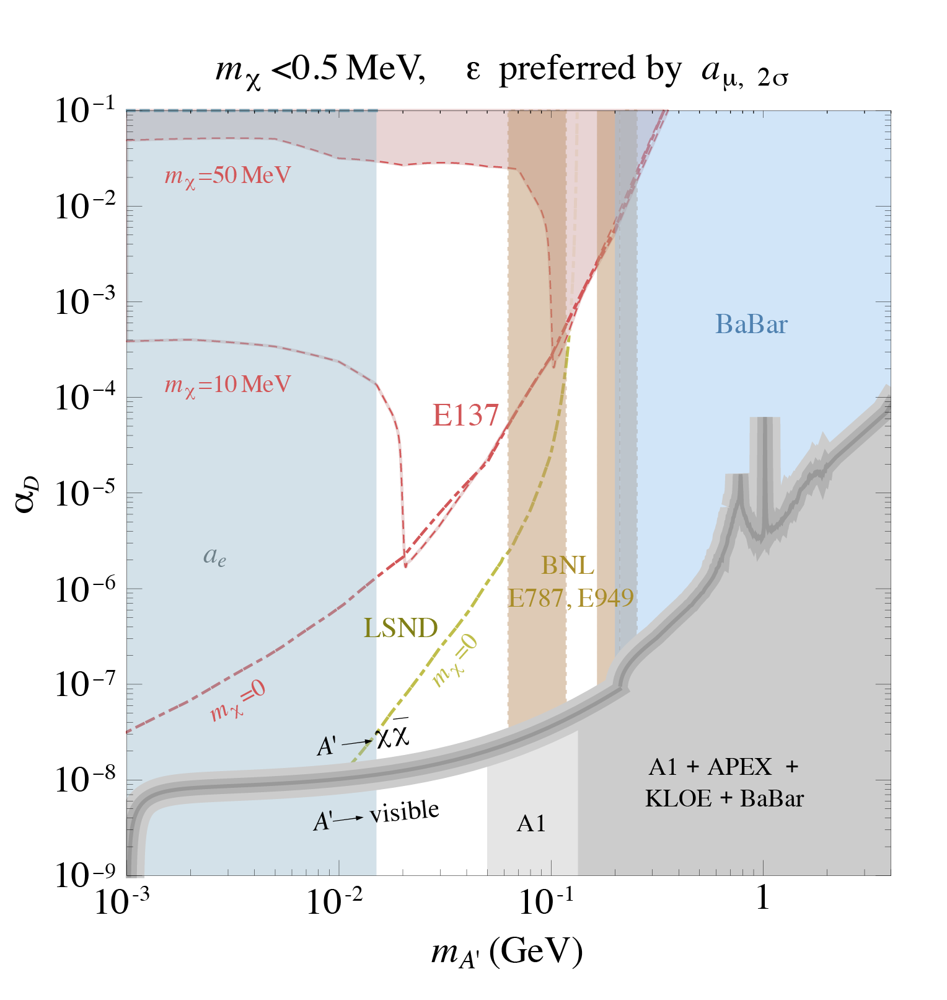 mχ <0.5 MeV, ε preferred by aμ, 2σ
10⁻¹
mχ=50 MeV
10⁻²
10⁻³
BaBar
mχ=10 MeV
10⁻⁴
E137
αD
10⁻⁵
ae
BNL
E787, E949
10⁻⁶
LSND
mχ=0
10⁻⁷
mχ=0
A'→χχ̅
10⁻⁸
A1 + APEX +
KLOE + BaBar
A'→visible
A1
10⁻⁹
10⁻³ 10⁻² 10⁻¹ 1
mA' (GeV)